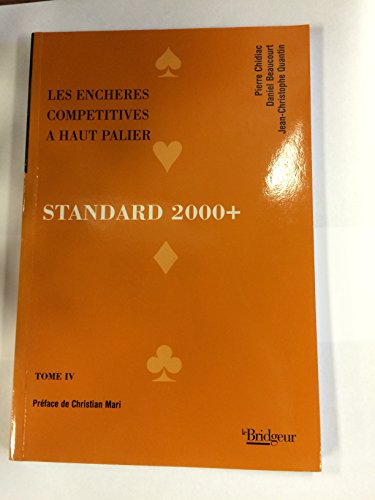 Pierre Chidiac
Daniel Beaucourt
Jean-Christophe Quantin
LES ENCHERES
COMPETITIVES
A HAUT PALIER
STANDARD 2000+
TOME IV
Préface de Christian Mari
le Bridgeur